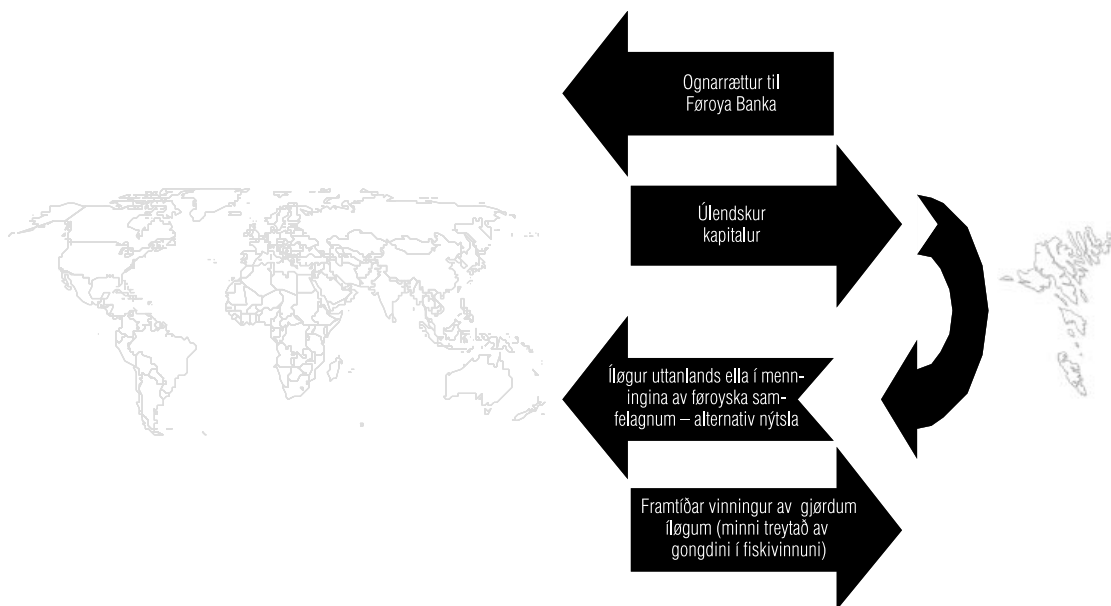 Ognarrættur til
Føroya Banka
Úlendskur
kapitalur
Íløgur uttanlands ella í menn-
ingina av føroyska sam-
felagnum – alternativ nýtsla
Framtíðar vinningur av gjørdum
íløgum (minni treytað av
gongdini í fiskivinnuni)